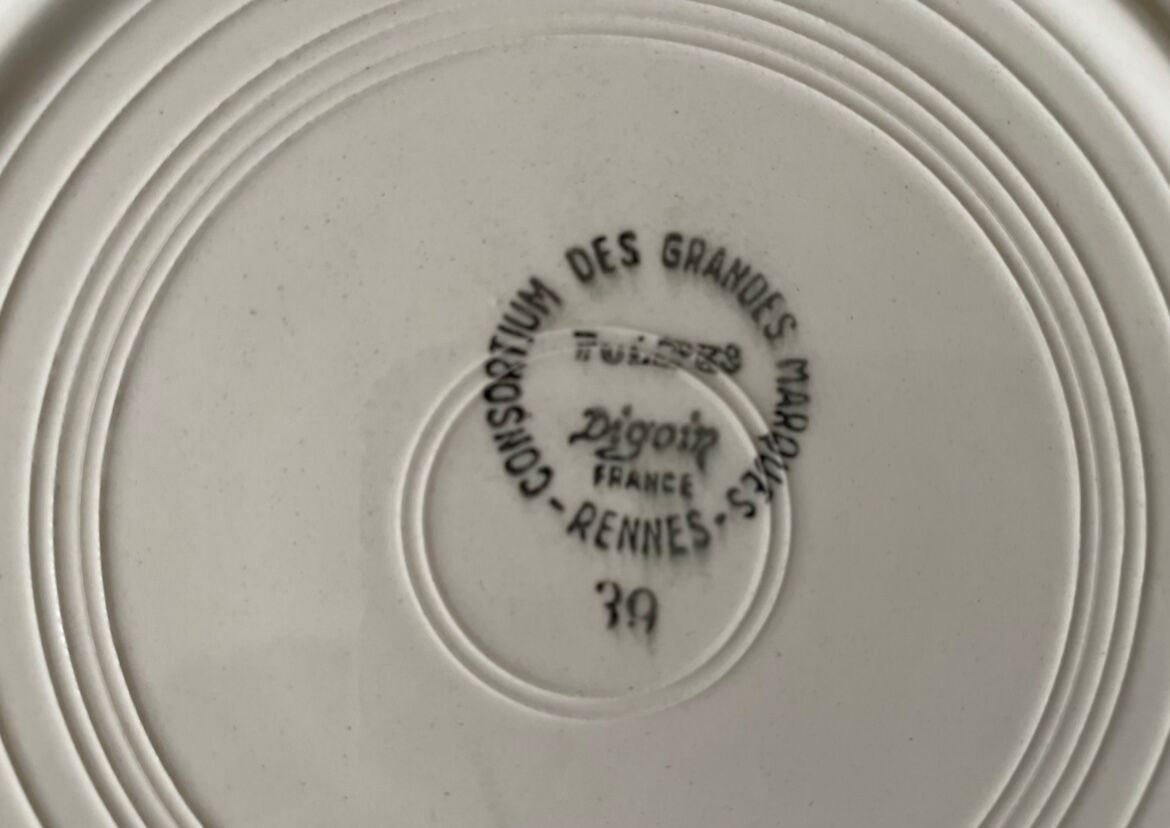 CONSORTIUM DES GRANDES MARQUES
Digoin
FRANCE
-RENNES-
39